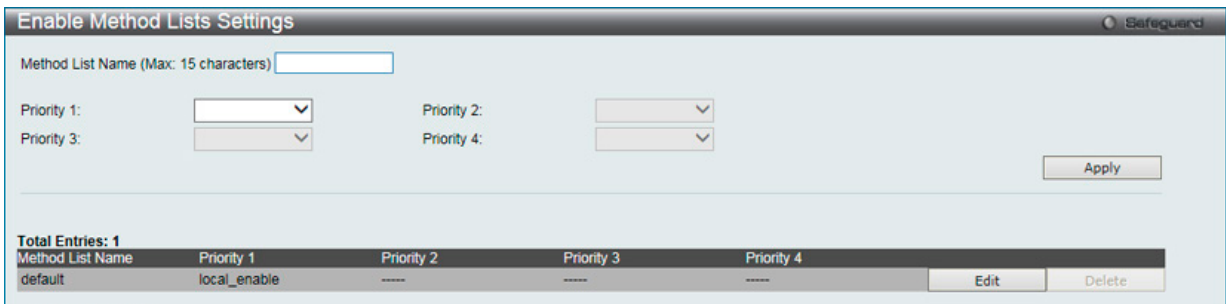 Enable Method Lists Settings
Safeguard
Method List Name (Max: 15 characters)
Priority 1: Priority 2:
Priority 3: Priority 4:
Apply
Total Entries: 1
Method List Name Priority 1 Priority 2 Priority 3 Priority 4
default local_enable ----- ----- ----- Edit Delete